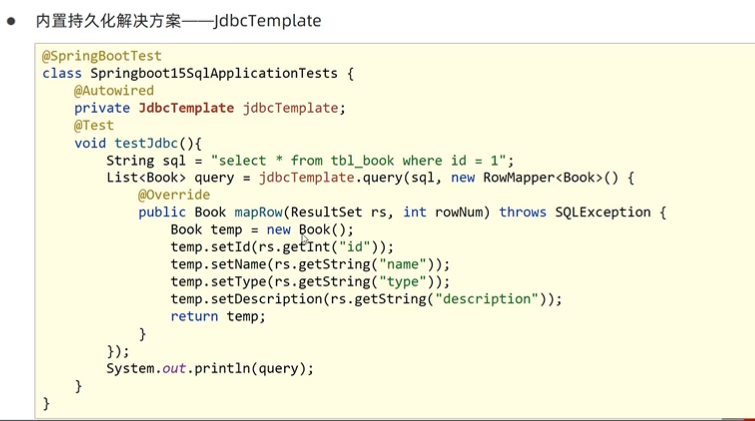 ● 内置持久化解决方案——JdbcTemplate
@SpringBootTest
class Springboot15SqlApplicationTests {
    @Autowired
    private JdbcTemplate jdbcTemplate;
    @Test
    void testJdbc(){
        String sql = "select * from tbl_book where id = 1";
        List<Book> query = jdbcTemplate.query(sql, new RowMapper<Book>() {
            @Override
            public Book mapRow(ResultSet rs, int rowNum) throws SQLException {
                Book temp = new Book();
                temp.setId(rs.getInt("id"));
                temp.setName(rs.getString("name"));
                temp.setType(rs.getString("type"));
                temp.setDescription(rs.getString("description"));
                return temp;
            }
        });
        System.out.println(query);
    }
}